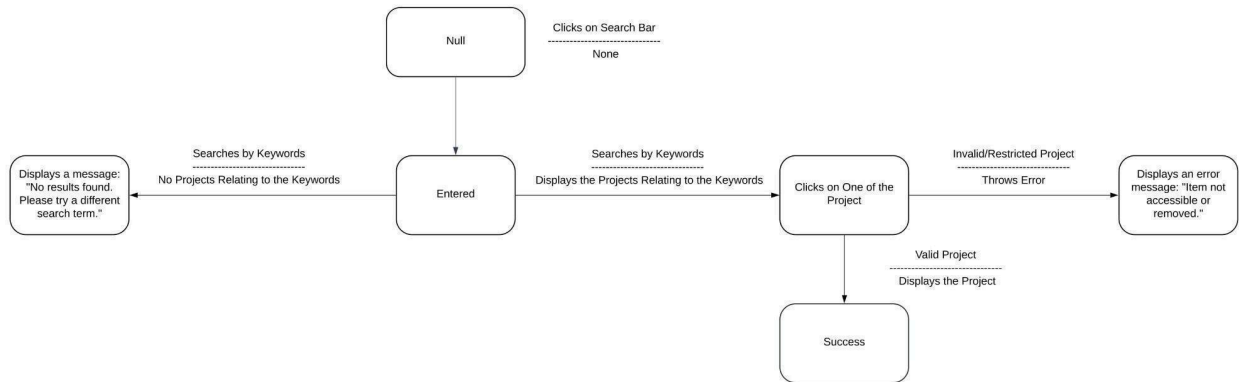 Null
Clicks on Search Bar
--------------------------------
None
Displays a message:
"No results found.
Please try a different
search term."
Searches by Keywords
--------------------------------
No Projects Relating to the Keywords
Entered
Searches by Keywords
--------------------------------
Displays the Projects Relating to the Keywords
Clicks on One of the
Project
Invalid/Restricted Project
--------------------------------
Throws Error
Displays an error
message: "Item not
accessible or
removed."
Valid Project
--------------------------------
Displays the Project
Success